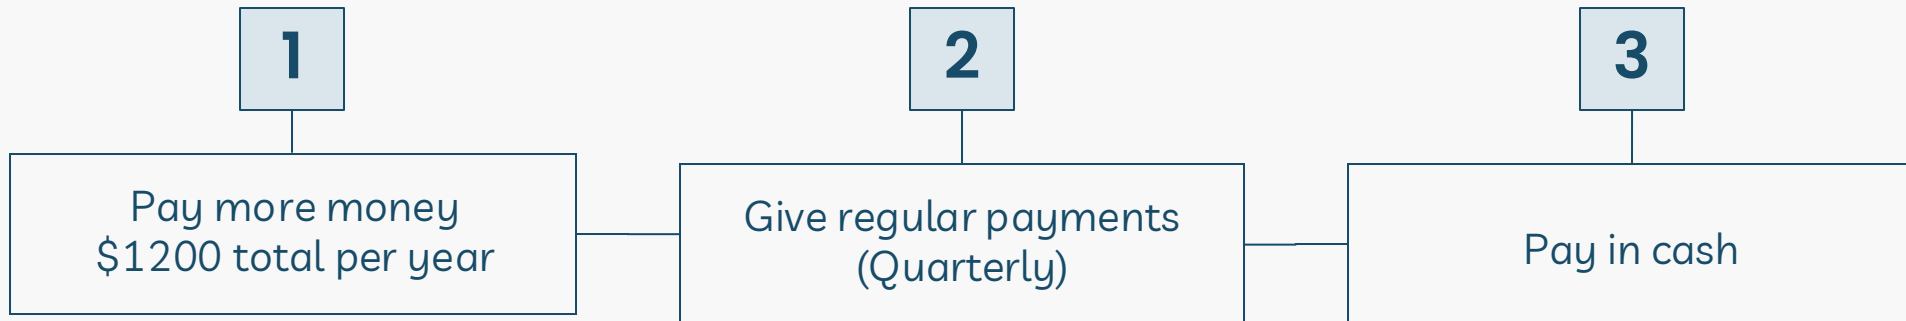 1
Pay more money
$1200 total per year
2
Give regular payments
(Quarterly)
3
Pay in cash